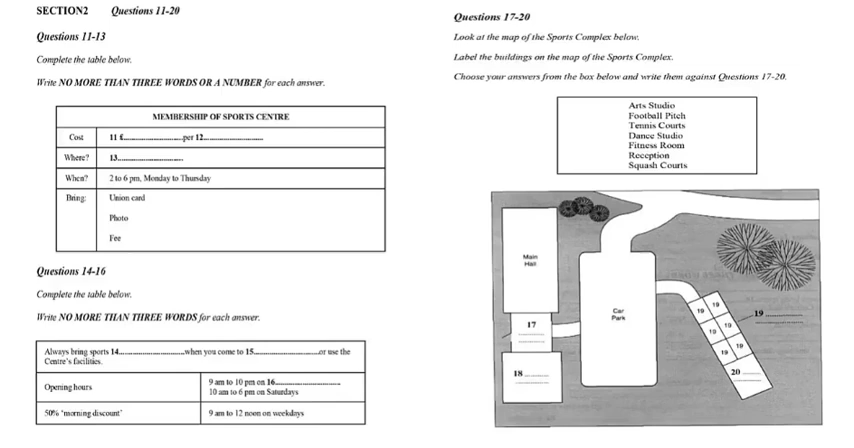 SECTION2 Questions 11-20
Questions 11-13
Complete the table below.
Write NO MORE THAN THREE WORDS OR A NUMBER for each answer.
MEMBERSHIP OF SPORTS CENTRE
Cost 11 £..............................per 12..............................
Where? 13..............................
When? 2 to 6 pm, Monday to Thursday
Bring: Union card
Photo
Fee
Questions 14-16
Complete the table below.
Write NO MORE THAN THREE WORDS for each answer.
Always bring sports 14..............................when you come to 15..............................or use the
Centre's facilities.
Opening hours
9 am to 10 pm on 16..............................
10 am to 6 pm on Saturdays
50% 'morning discount' 9 am to 12 noon on weekdays
Questions 17-20
Look at the map of the Sports Complex below.
Label the buildings on the map of the Sports Complex.
Choose your answers from the box below and write them against Questions 17-20.
Arts Studio
Football Pitch
Tennis Courts
Dance Studio
Fitness Room
Reception
Squash Courts
Main
Hall
Car
Park
17
18
19
19
19
19
19
19
19
20